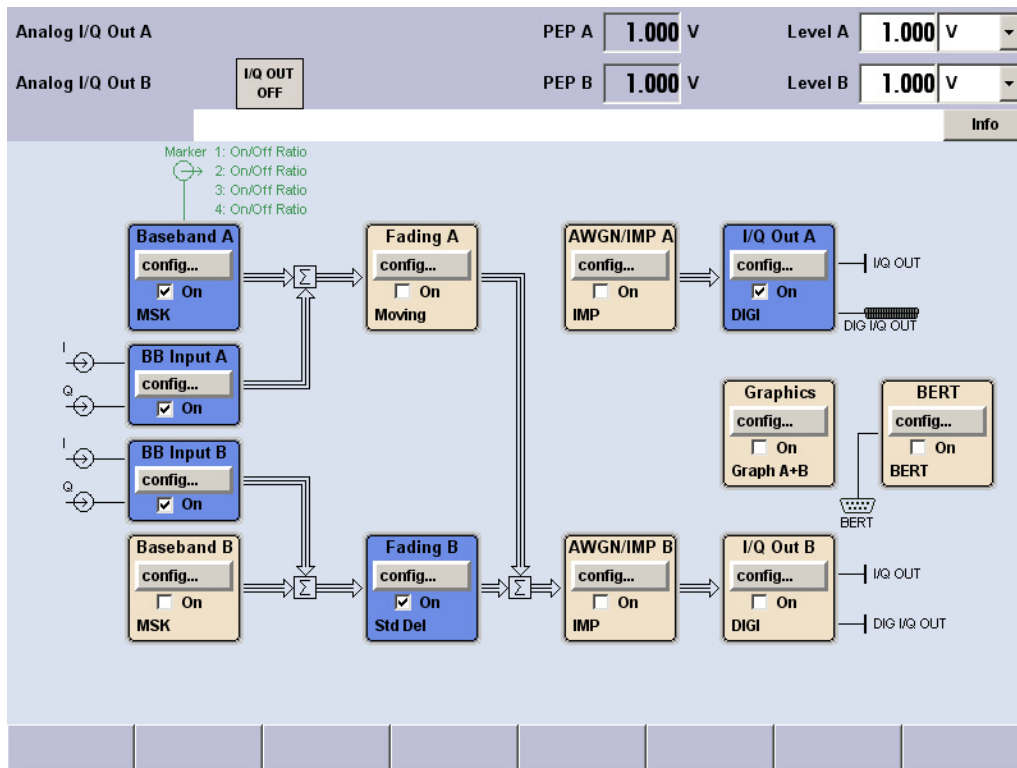 Analog I/Q Out A PEP A 1.000 V Level A 1.000 V
Analog I/Q Out B I/Q OUT OFF PEP B 1.000 V Level B 1.000 V
Info
Marker 1: On/Off Ratio
2: On/Off Ratio
3: On/Off Ratio
4: On/Off Ratio
Baseband A
config...
On
MSK
Σ
Fading A
config...
On
Moving
AWGN/IMP A
config...
On
IMP
I/Q Out A
config...
On
DIGI
I/Q OUT
DIG I/Q OUT
I
Q
BB Input A
config...
On
Graphics
config...
On
Graph A+B
BERT
config...
On
BERT
BERT
I
Q
BB Input B
config...
On
Baseband B
config...
On
MSK
Σ
Fading B
config...
On
Std Del
Σ
AWGN/IMP B
config...
On
IMP
I/Q Out B
config...
On
DIGI
I/Q OUT
DIG I/Q OUT